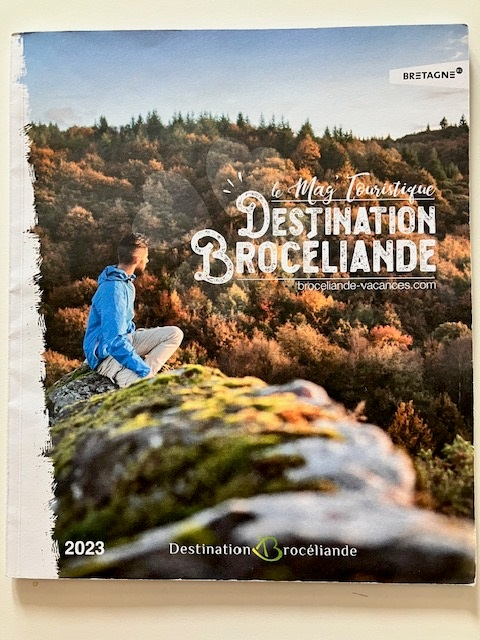 BRETAGNE
le Mag' Touristique
DESTINATION
BROCÉLIANDE
broceliande-vacances.com
2023
Destination Brocéliande